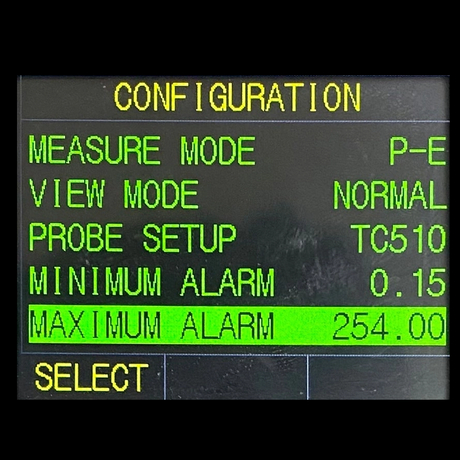 CONFIGURATION
MEASURE MODE P-E
VIEW MODE NORMAL
PROBE SETUP TC510
MINIMUM ALARM 0.15
MAXIMUM ALARM 254.00
SELECT